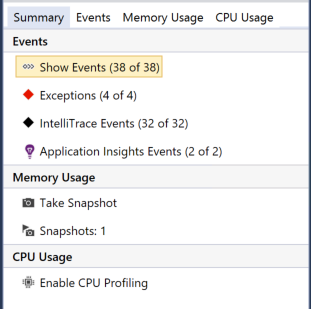 Summary Events Memory Usage CPU Usage
Events
Show Events (38 of 38)
Exceptions (4 of 4)
IntelliTrace Events (32 of 32)
Application Insights Events (2 of 2)
Memory Usage
Take Snapshot
Snapshots: 1
CPU Usage
Enable CPU Profiling